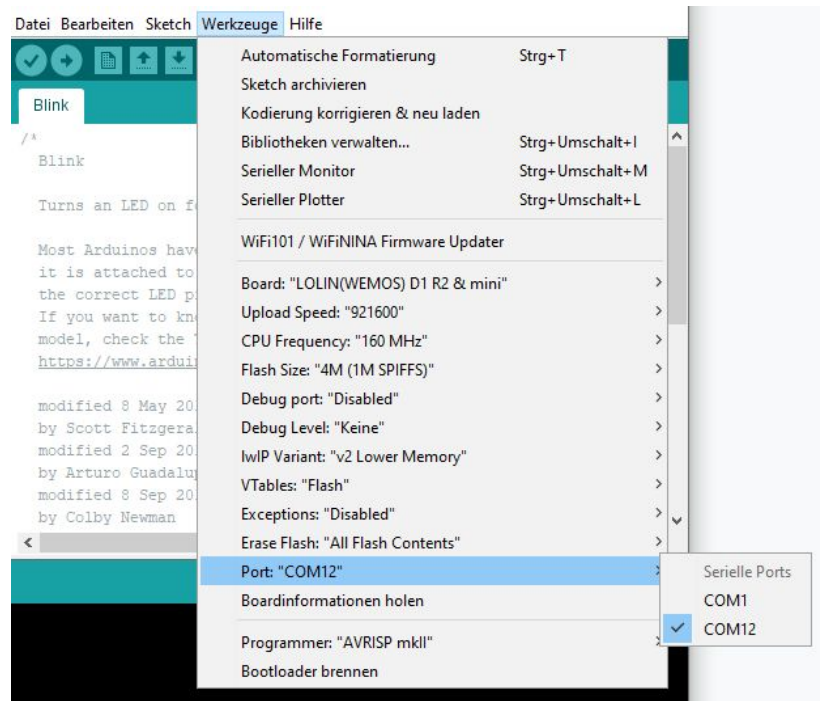 Datei Bearbeiten Sketch Werkzeuge Hilfe
Blink
/*
Blink
Turns an LED on
Most Arduinos have
it is attached to
the correct LED
If you want to
model, check the
https://www.ardui
modified 8 May 20
by Scott Fitzgera
modified 2 Sep 20
by Arturo Guadalu
modified 8 Sep 20
by Colby Newman
Automatische Formatierung Strg+T
Sketch archivieren
Kodierung korrigieren & neu laden
Bibliotheken verwalten... Strg+Umschalt+I
Serieller Monitor Strg+Umschalt+M
Serieller Plotter Strg+Umschalt+L
WiFi101 / WiFiNINA Firmware Updater
Board: "LOLIN(WEMOS) D1 R2 & mini"
Upload Speed: "921600"
CPU Frequency: "160 MHz"
Flash Size: "4M (1M SPIFFS)"
Debug port: "Disabled"
Debug Level: "Keine"
lwIP Variant: "v2 Lower Memory"
VTables: "Flash"
Exceptions: "Disabled"
Erase Flash: "All Flash Contents"
Port: "COM12"
Boardinformationen holen
Programmer: "AVRISP mkII"
Bootloader brennen
Serielle Ports
COM1
COM12